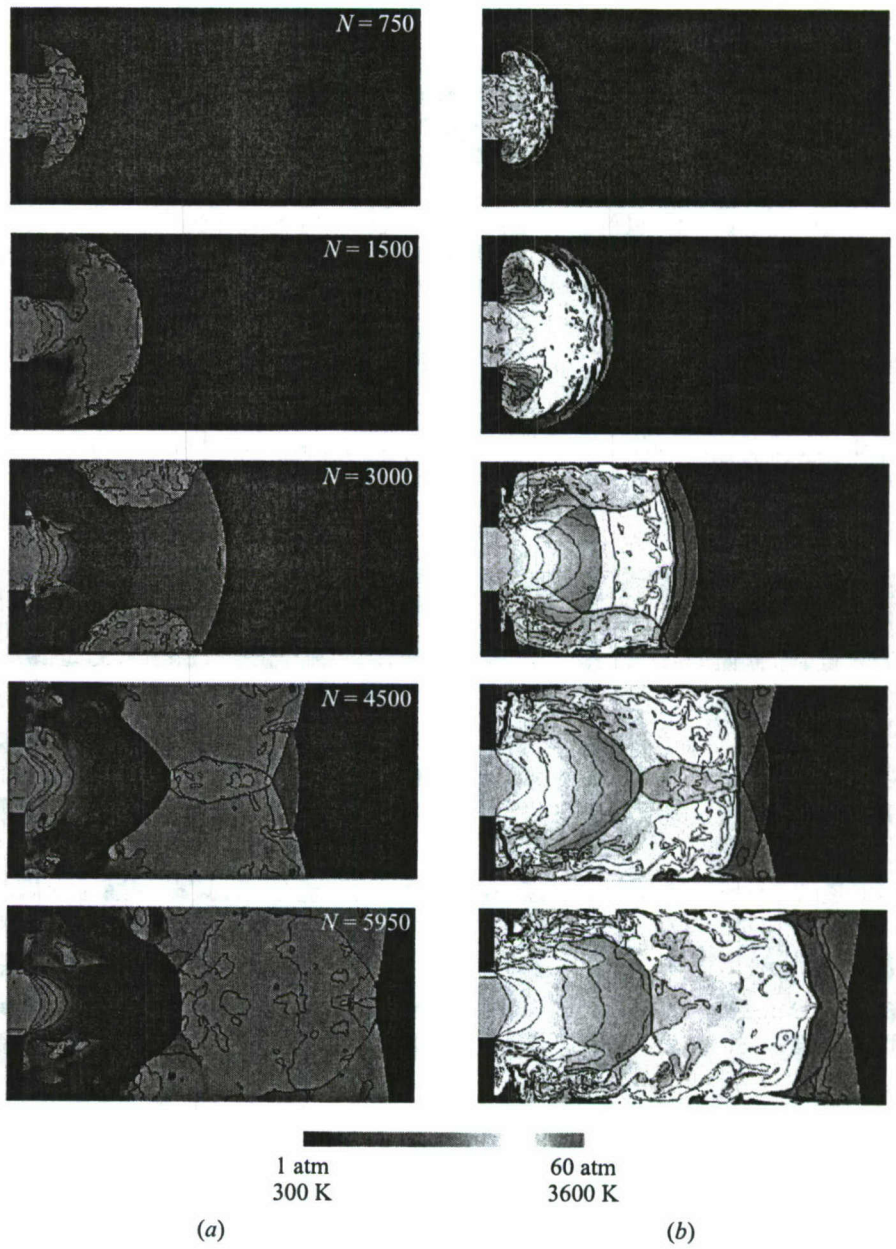 N = 750
N = 1500
N = 3000
N = 4500
N = 5950
1 atm 60 atm
300 K 3600 K
(a) (b)